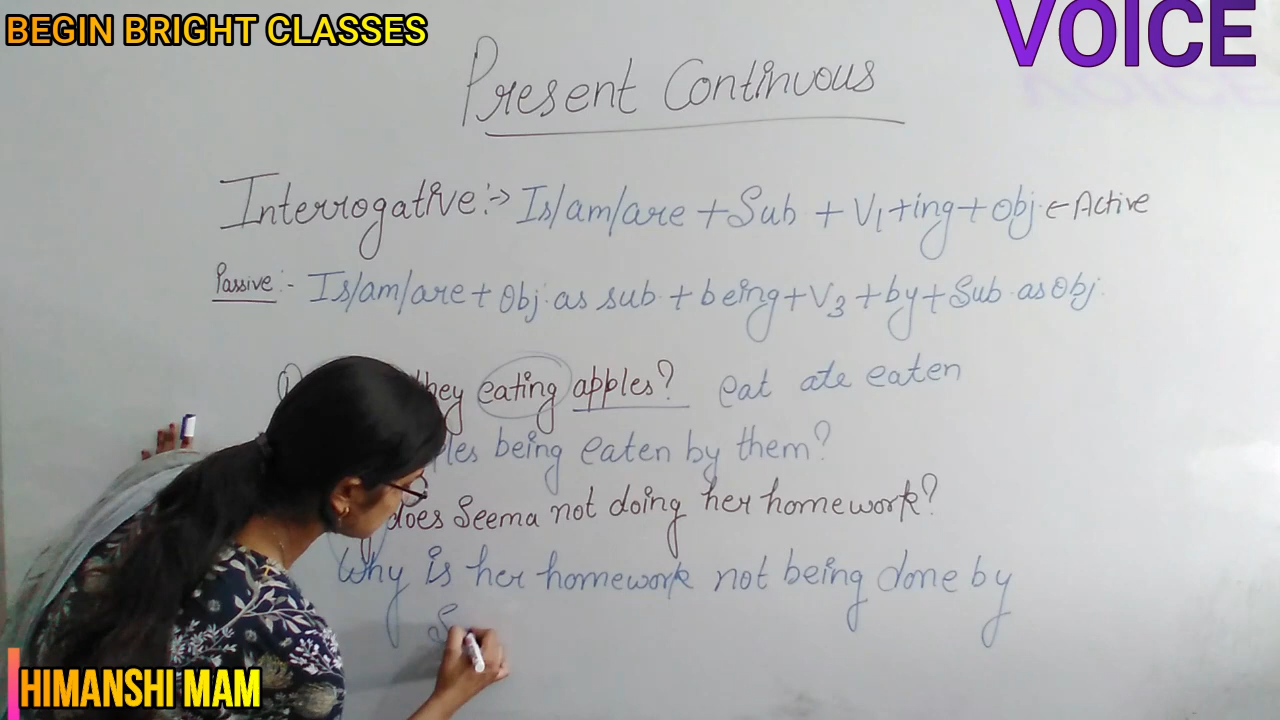 BEGIN BRIGHT CLASSES
VOICE
Present Continuous
Interrogative:-> Is/am/are + Sub + V1+ing+Obj. <- Active
Passive:- Is/am/are + Obj. as sub + being + V3 + by + Sub as Obj.
eating apples? eat ate eaten
being eaten by them?
does Seema not doing her homework?
Why is her homework not being done by
S
HIMANSHI MAM